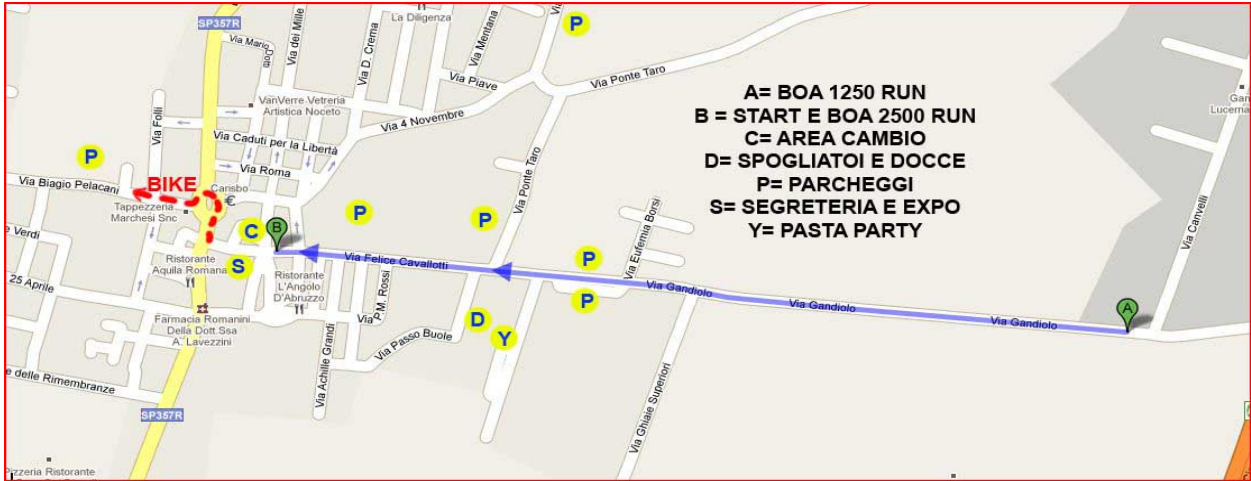 SP357R
La Diligenza
P
Via Mario Dotti
Via dei Mille
Via D. Crema
Via Mentana
Via
Via Piave
Via Ponte Taro
VanVerre Vetreria
Artistica Noceto
Via 4 Novembre
Via Folli
Via Caduti per la Libertà
P
Via Roma
Via Ponte Taro
Via Biagio Pelacani
BIKE
Carisbo
€
Tappezzeria
Marchesi Snc
A= BOA 1250 RUN
B = START E BOA 2500 RUN
C= AREA CAMBIO
D= SPOGLIATOI E DOCCE
P= PARCHEGGI
S= SEGRETERIA E EXPO
Y= PASTA PARTY
Lucerna
Via Canvelli
P
P
Via Eufemia Borsi
e Verdi
C
B
S
Ristorante
Aquila Romana
Via Felice Cavallotti
P
P
25 Aprile
Ristorante
L'Angolo
D'Abruzzo
Via P.M. Rossi
Via Gandiolo
Via Gandiolo
Via Gandiolo
A
Farmacia Romanini
Della Dott.Ssa
A. Lavezzini
Via
D
Y
Via Passo Buole
Via Achille Grandi
Via Ghiaie Superiori
e delle Rimembranze
SP357R
Pizzeria Ristorante